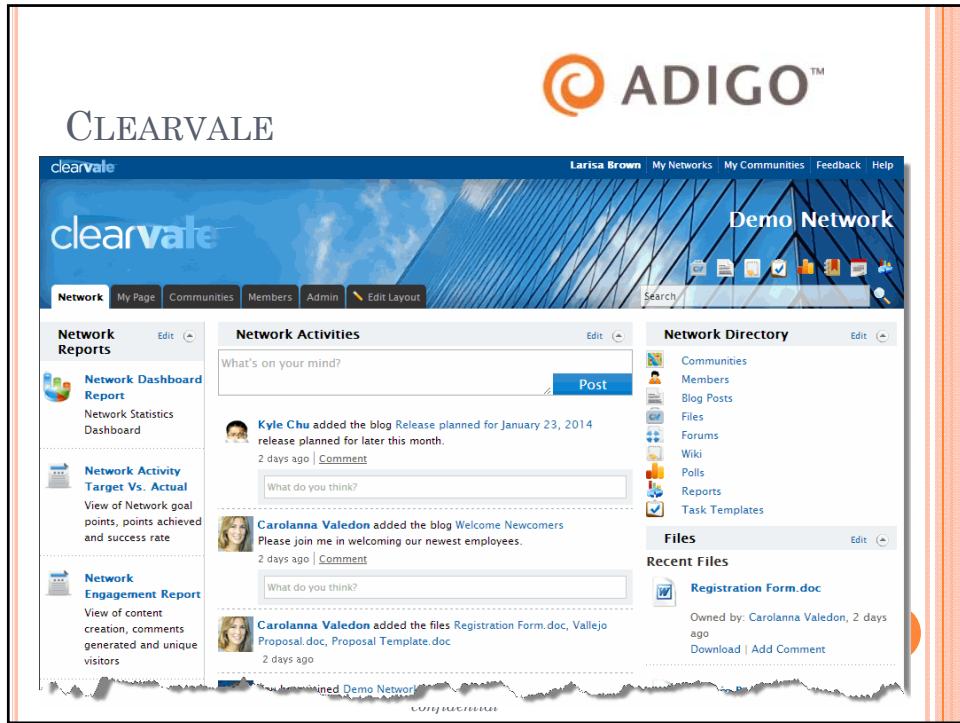 ADIGO™
CLEARVALE
clearvale
Larisa Brown My Networks My Communities Feedback Help
clearvale
Demo Network
Network My Page Communities Members Admin Edit Layout
Search
Network Reports
Edit
Network Dashboard Report
Network Statistics Dashboard
Network Activity Target Vs. Actual
View of Network goal points, points achieved and success rate
Network Engagement Report
View of content creation, comments generated and unique visitors
Network Activities
Edit
What's on your mind?
Post
Kyle Chu added the blog Release planned for January 23, 2014
release planned for later this month.
2 days ago | Comment
What do you think?
Carolanna Valedon added the blog Welcome Newcomers
Please join me in welcoming our newest employees.
2 days ago | Comment
What do you think?
Carolanna Valedon added the files Registration Form.doc, Vallejo
Proposal.doc, Proposal Template.doc
2 days ago
Demo Network
Network Directory
Edit
Communities
Members
Blog Posts
Files
Forums
Wiki
Polls
Reports
Task Templates
Files
Edit
Recent Files
Registration Form.doc
Owned by: Carolanna Valedon, 2 days
ago
Download | Add Comment
confidential